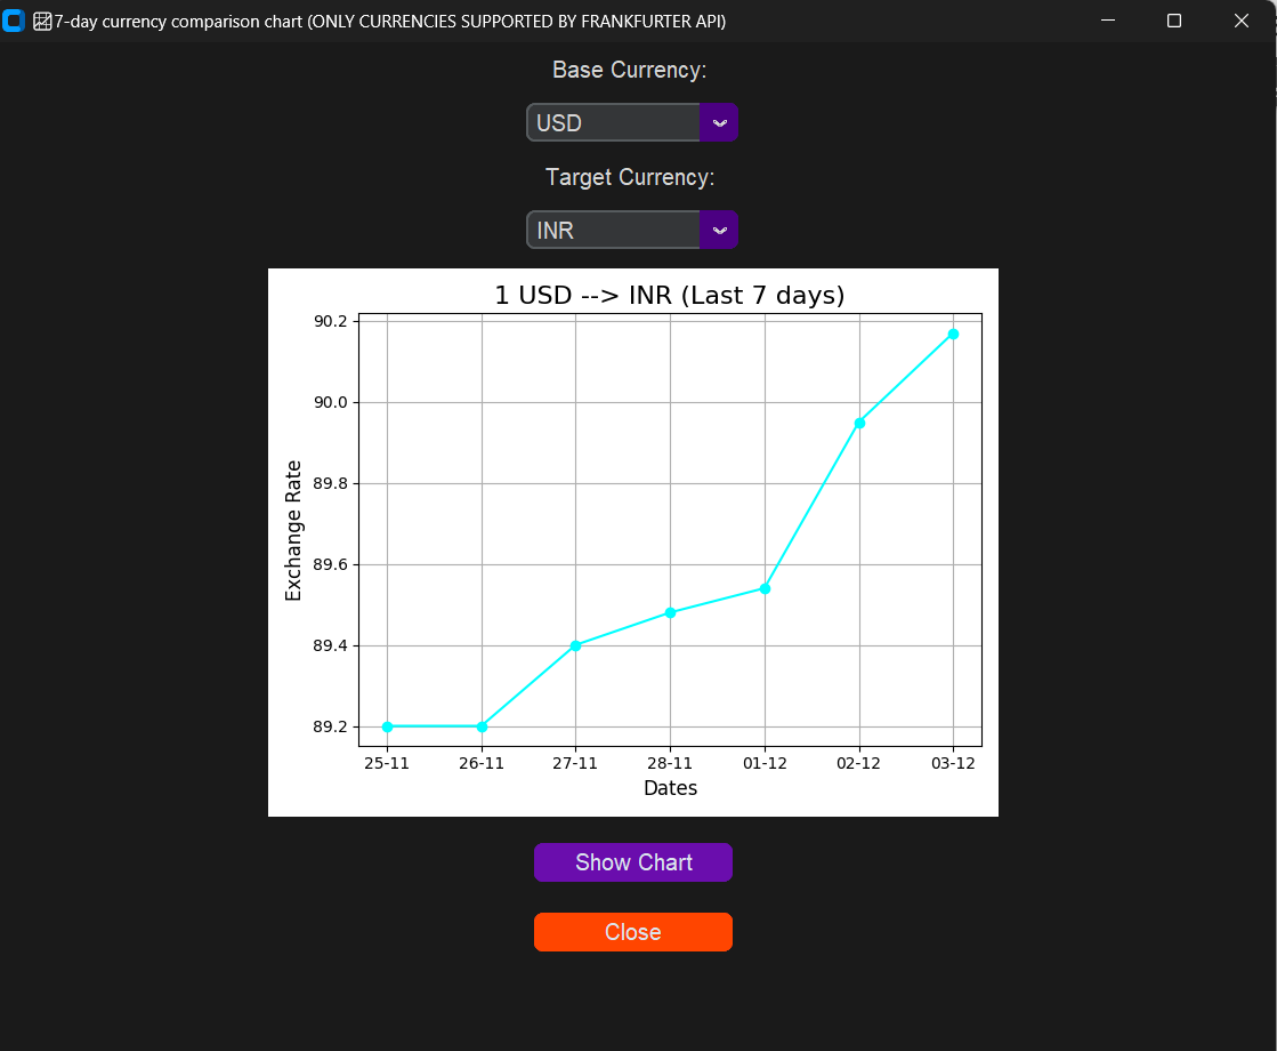 7-day currency comparison chart (ONLY CURRENCIES SUPPORTED BY FRANKFURTER API)
Base Currency:
USD
Target Currency:
INR
1 USD --> INR (Last 7 days)
90.2
90.0
89.8
89.6
89.4
89.2
Exchange Rate
25-11 26-11 27-11 28-11 01-12 02-12 03-12
Dates
Show Chart
Close